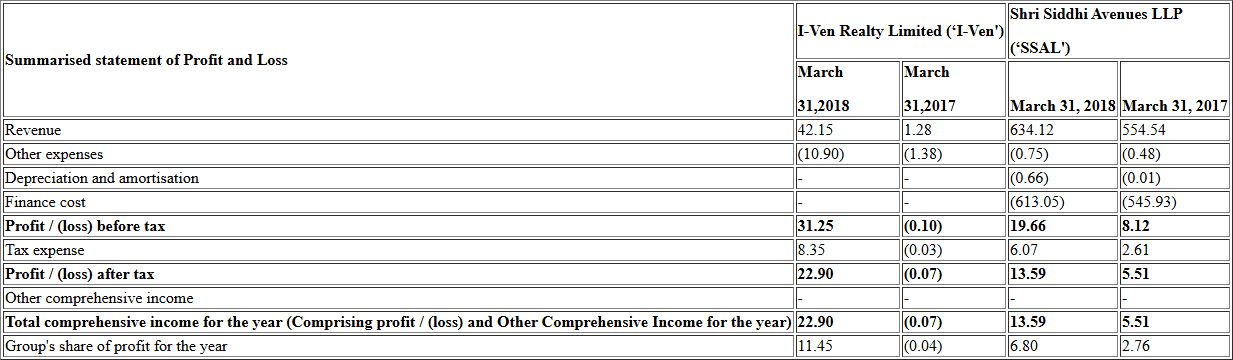 Summarised statement of Profit and Loss
I-Ven Realty Limited (‘I-Ven')
Shri Siddhi Avenues LLP
(‘SSAL')
March
31,2018
March
31,2017
March 31, 2018 March 31, 2017
Revenue 42.15 1.28 634.12 554.54
Other expenses (10.90) (1.38) (0.75) (0.48)
Depreciation and amortisation - - (0.66) (0.01)
Finance cost - - (613.05) (545.93)
Profit / (loss) before tax 31.25 (0.10) 19.66 8.12
Tax expense 8.35 (0.03) 6.07 2.61
Profit / (loss) after tax 22.90 (0.07) 13.59 5.51
Other comprehensive income - - - -
Total comprehensive income for the year (Comprising profit / (loss) and Other Comprehensive Income for the year) 22.90 (0.07) 13.59 5.51
Group's share of profit for the year 11.45 (0.04) 6.80 2.76